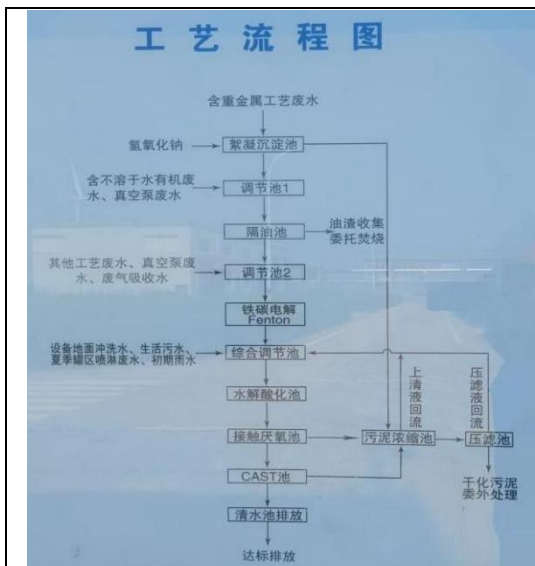 工艺流程图
含重金属工艺废水
氢氧化钠
絮凝沉淀池
含不溶于水有机废
水、真空泵废水
调节池1
隔油池
油渣收集
委托焚烧
其他工艺废水、真空泵废
水、废气吸收水
调节池2
铁碳电解
Fenton
设备地面冲洗水、生活污水、
夏季罐区喷淋废水、初期雨水
综合调节池
上清液回流
压滤液回流
水解酸化池
接触厌氧池
污泥浓缩池
压滤池
CAST池
干化污泥
委外处理
清水池排放
达标排放